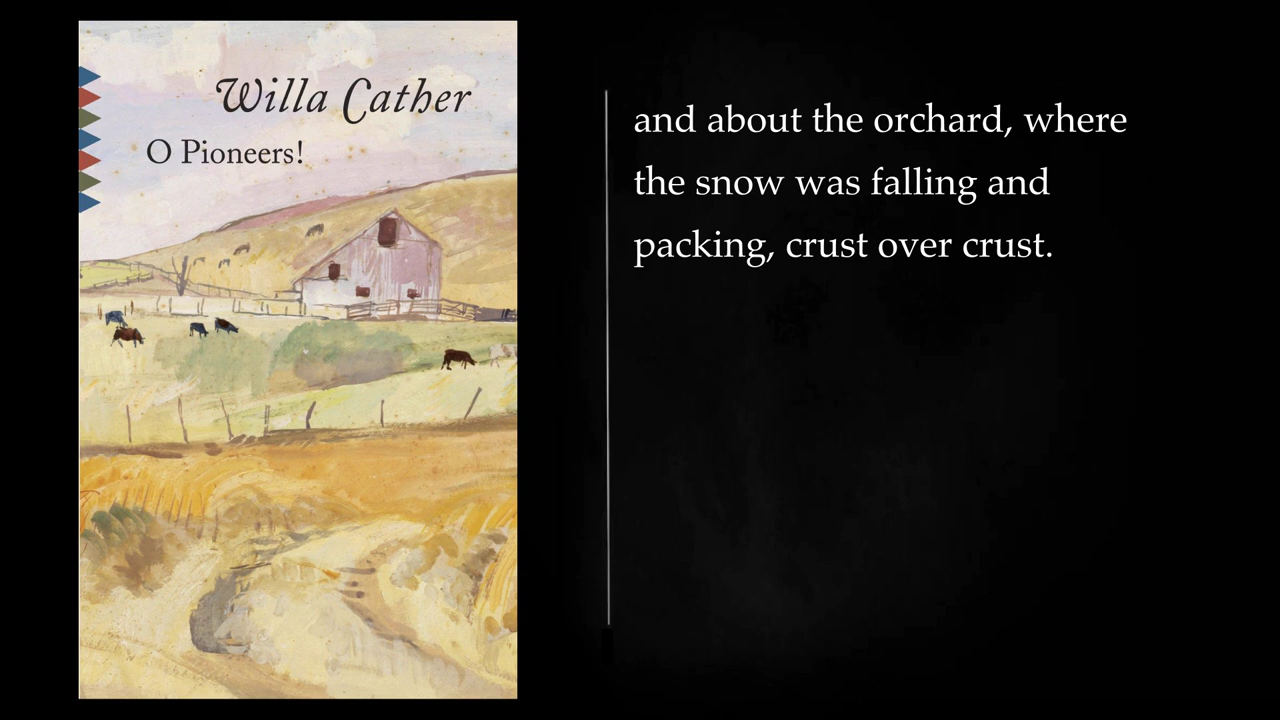 Willa Cather
O Pioneers!
and about the orchard, where
the snow was falling and
packing, crust over crust.